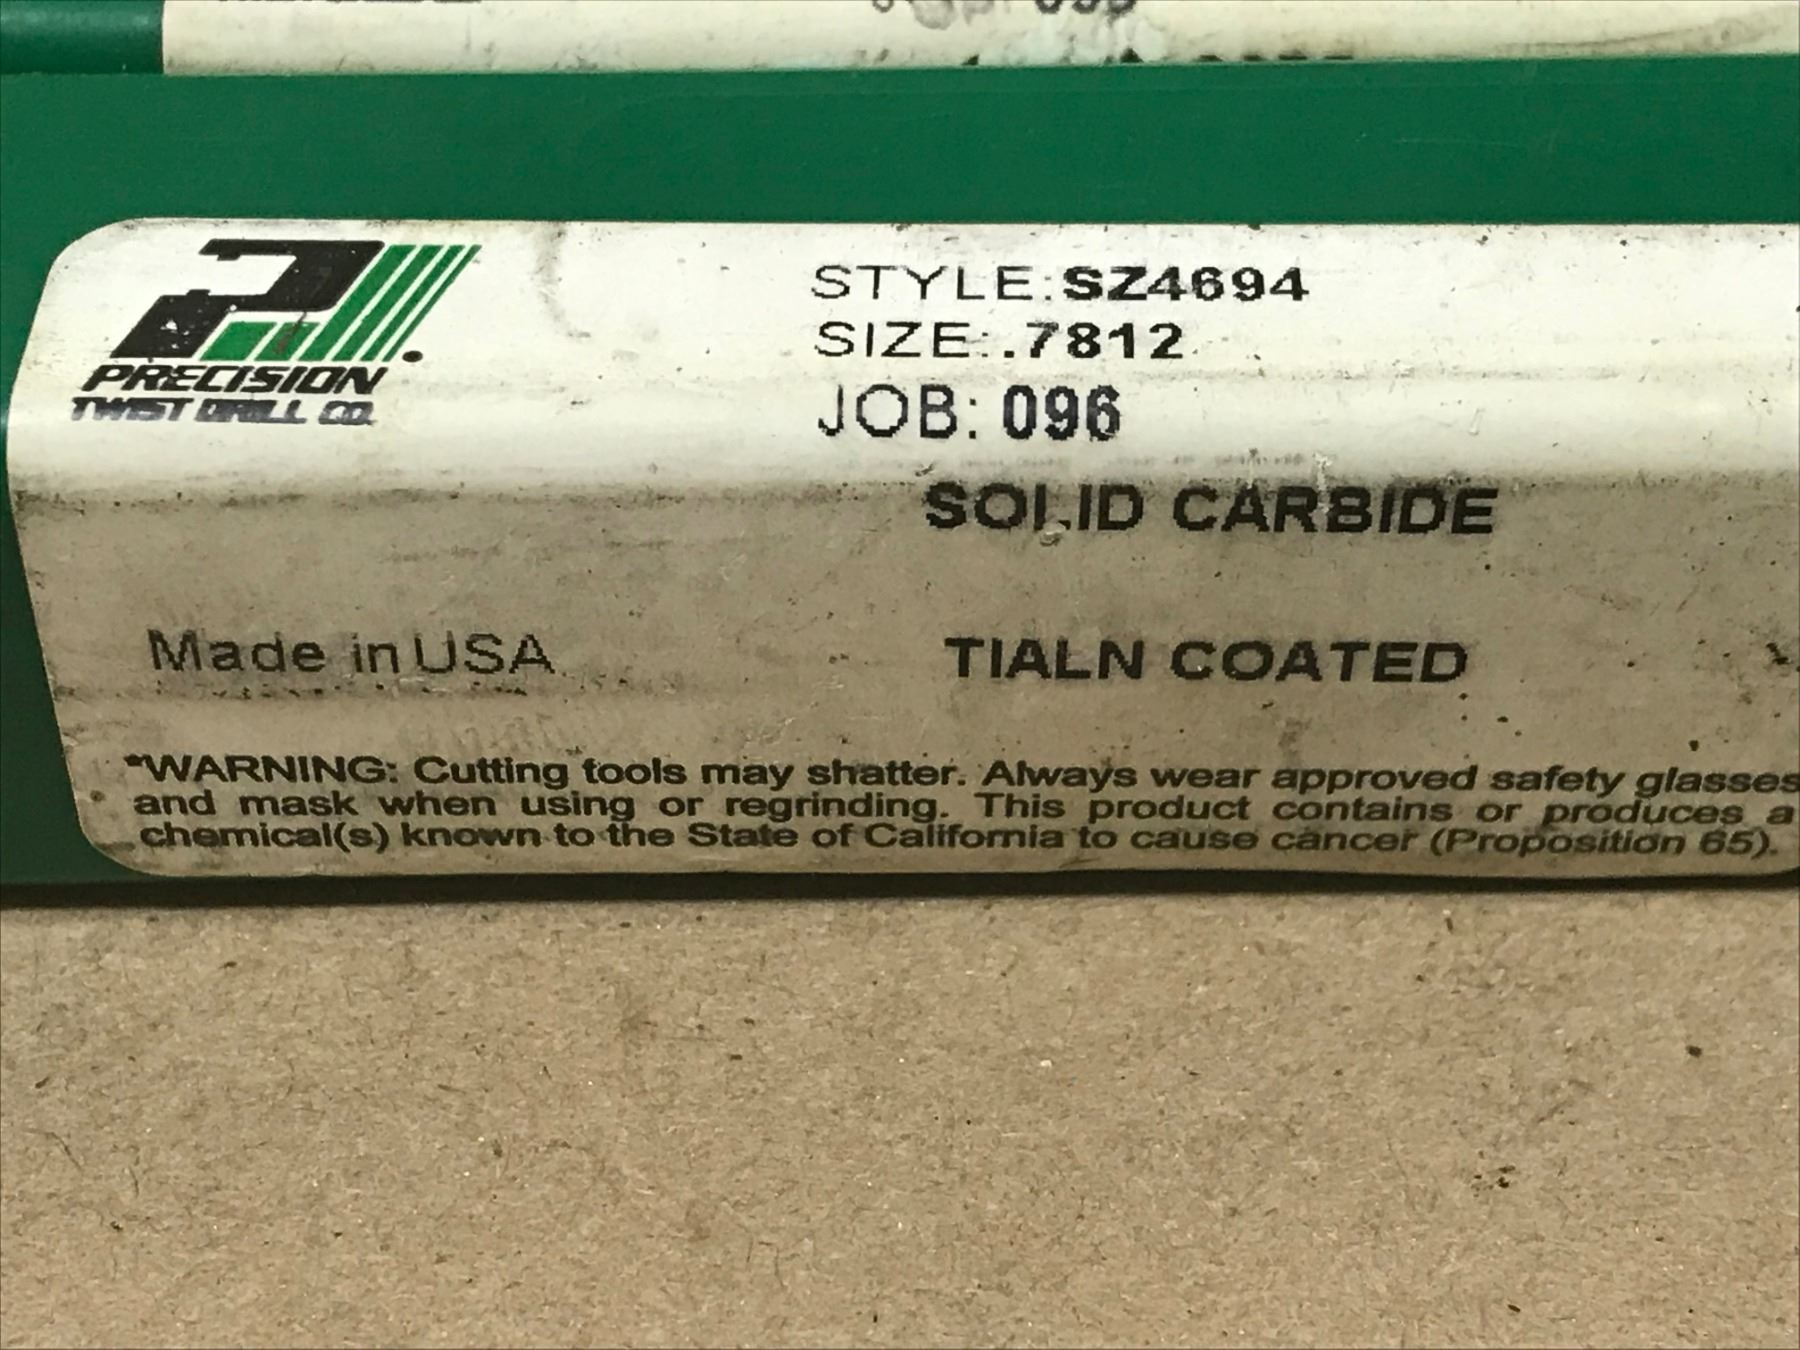 PRECISION
TWIST DRILL CO.
STYLE: SZ4694
SIZE: .7812
JOB: 096
SOLID CARBIDE
Made in USA
TIALN COATED
*WARNING: Cutting tools may shatter. Always wear approved safety glasses
and mask when using or regrinding. This product contains or produces a
chemical(s) known to the State of California to cause cancer (Proposition 65).